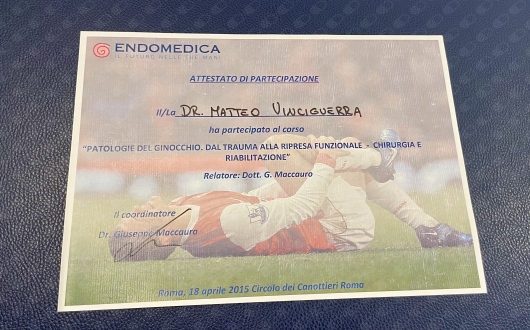 ENDOMEDICA
IL FUTURO NELLE TUE MANI
ATTESTATO DI PARTECIPAZIONE
Il/La DR. MATTEO VINCIGUERRA
ha partecipato al corso
"PATOLOGIE DEL GINOCCHIO. DAL TRAUMA ALLA RIPRESA FUNZIONALE - CHIRURGIA E
RIABILITAZIONE"
Relatore: Dott. G. Maccauro
Il coordinatore
Dr. Giuseppe Maccauro
Roma, 18 aprile 2015 Circolo dei Canottieri Roma